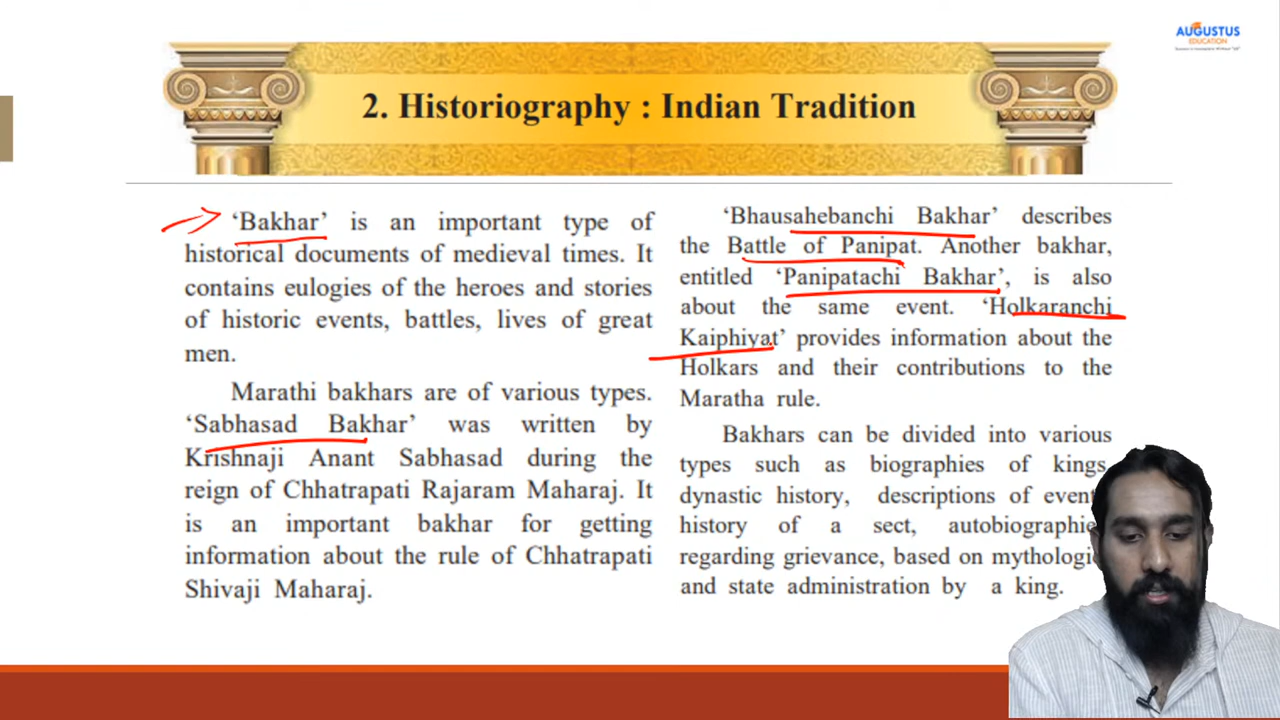 AUGUSTUS
EDUCATION
2. Historiography : Indian Tradition
‘Bakhar’ is an important type of
historical documents of medieval times. It
contains eulogies of the heroes and stories
of historic events, battles, lives of great
men.
Marathi bakhars are of various types.
‘Sabhasad Bakhar’ was written by
Krishnaji Anant Sabhasad during the
reign of Chhatrapati Rajaram Maharaj. It
is an important bakhar for getting
information about the rule of Chhatrapati
Shivaji Maharaj.
‘Bhausahebanchi Bakhar’ describes
the Battle of Panipat. Another bakhar,
entitled ‘Panipatachi Bakhar’, is also
about the same event. ‘Holkaranchi
Kaiphiyat’ provides information about the
Holkars and their contributions to the
Maratha rule.
Bakhars can be divided into various
types such as biographies of kings,
dynastic history, descriptions of event
history of a sect, autobiographie
regarding grievance, based on mythologi
and state administration by a king.